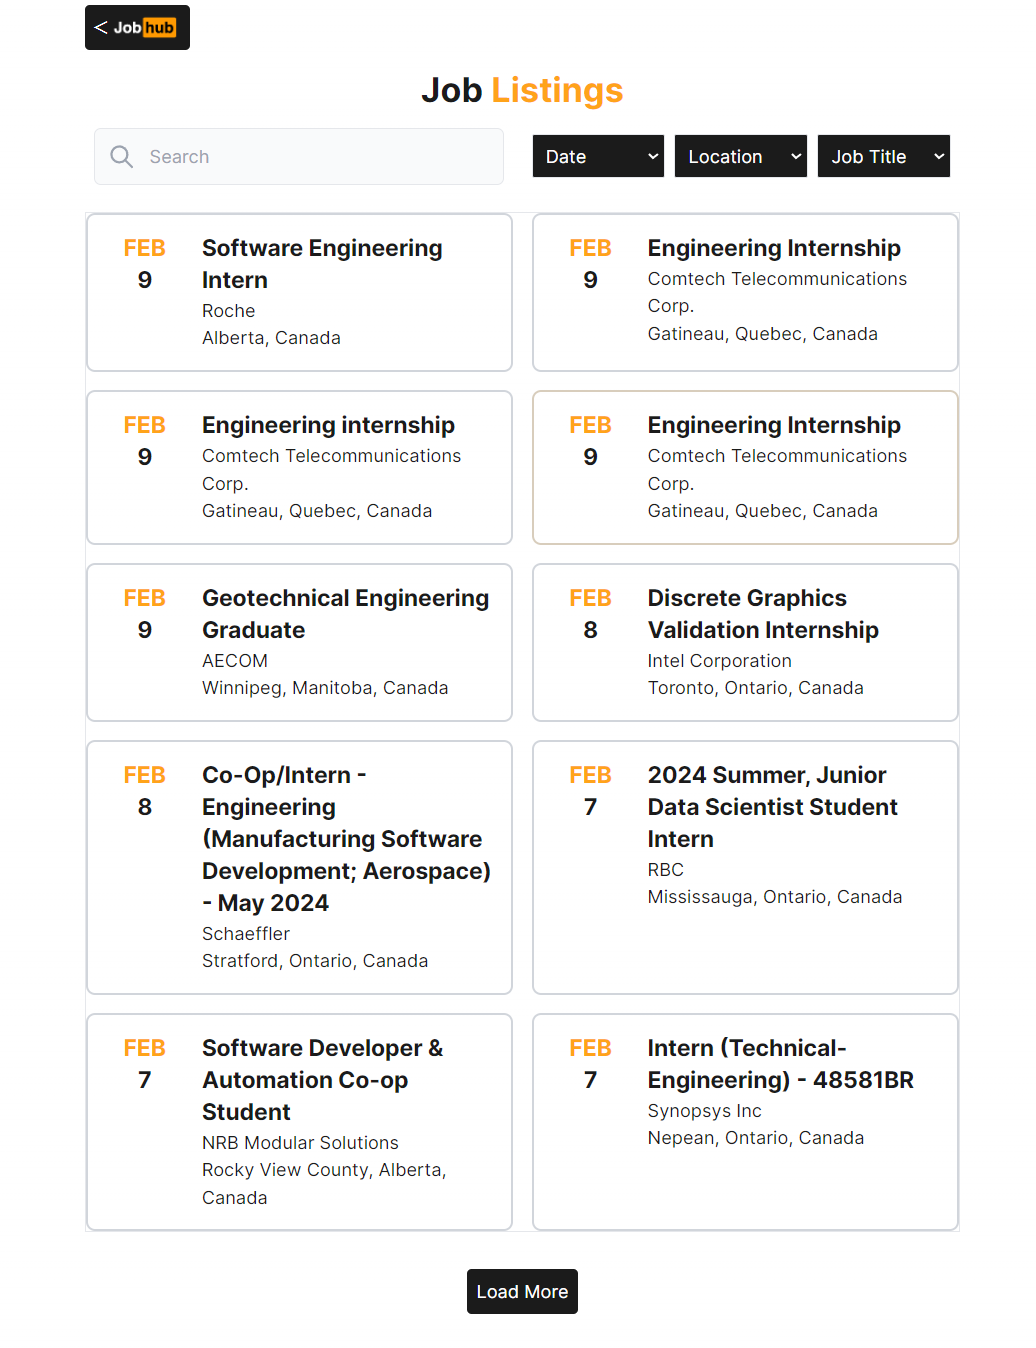 < Job hub
Job Listings
Search
Date
Location
Job Title
FEB
9
Software Engineering
Intern
Roche
Alberta, Canada
FEB
9
Engineering Internship
Comtech Telecommunications
Corp.
Gatineau, Quebec, Canada
FEB
9
Engineering internship
Comtech Telecommunications
Corp.
Gatineau, Quebec, Canada
FEB
9
Engineering Internship
Comtech Telecommunications
Corp.
Gatineau, Quebec, Canada
FEB
9
Geotechnical Engineering
Graduate
AECOM
Winnipeg, Manitoba, Canada
FEB
8
Discrete Graphics
Validation Internship
Intel Corporation
Toronto, Ontario, Canada
FEB
8
Co-Op/Intern -
Engineering
(Manufacturing Software
Development; Aerospace)
- May 2024
Schaeffler
Stratford, Ontario, Canada
FEB
7
2024 Summer, Junior
Data Scientist Student
Intern
RBC
Mississauga, Ontario, Canada
FEB
7
Software Developer &
Automation Co-op
Student
NRB Modular Solutions
Rocky View County, Alberta,
Canada
FEB
7
Intern (Technical-
Engineering) - 48581BR
Synopsys Inc
Nepean, Ontario, Canada
Load More